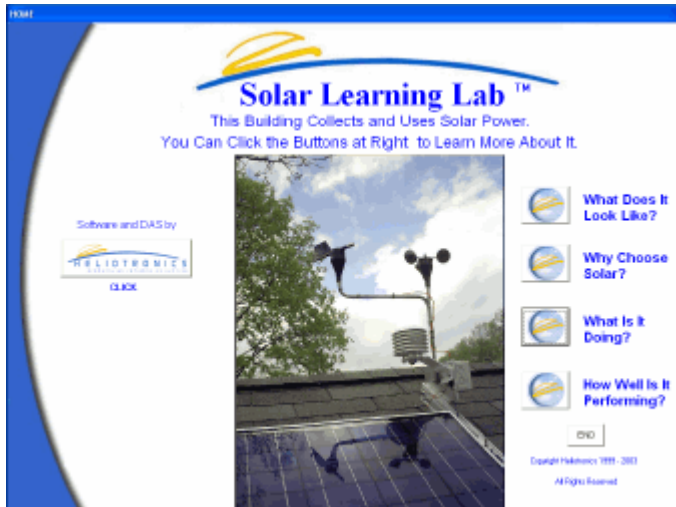 HOME
Solar Learning Lab ™
This Building Collects and Uses Solar Power.
You Can Click the Buttons at Right to Learn More About It.
Software and DAS by
HELIOTRONICS
CLICK
What Does It
Look Like?
Why Choose
Solar?
What Is It
Doing?
How Well Is It
Performing?
END
Copyright Heliotronics 1999 - 2003
All Rights Reserved